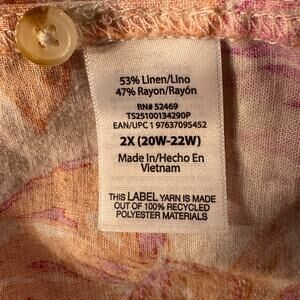 53% Linen/Lino
47% Rayon/Rayón
RN# 52469
TS25100134290P
EAN/UPC 1 97637095452
2X (20W-22W)
Made In/Hecho En
Vietnam
THIS LABEL YARN IS MADE
OUT OF 100% RECYCLED
POLYESTER MATERIALS